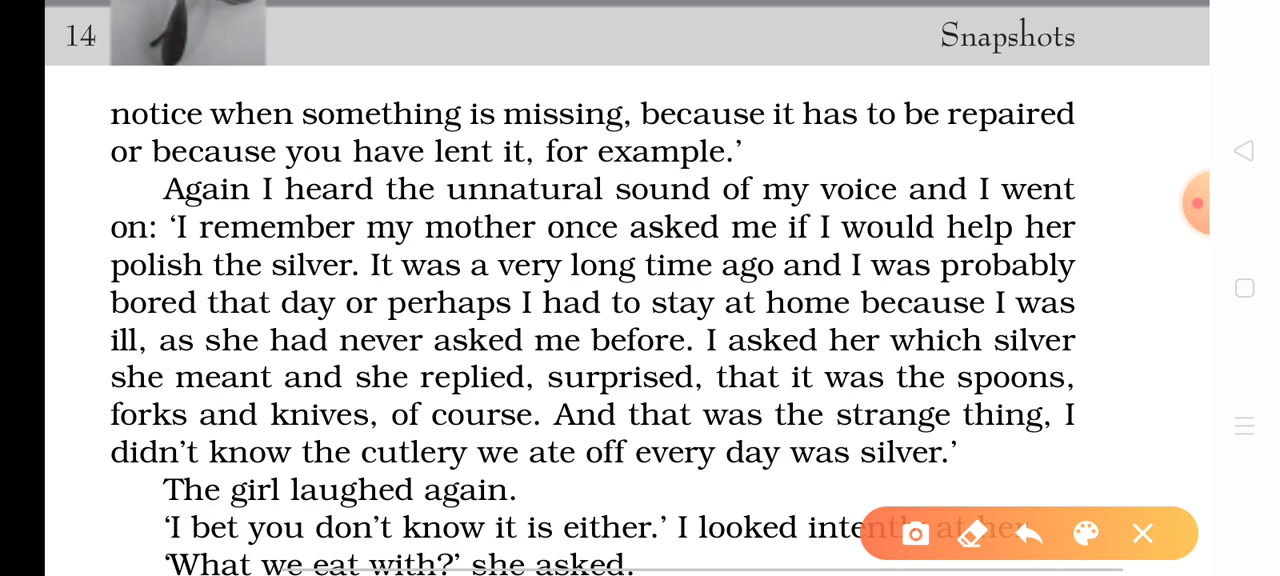 14
Snapshots
notice when something is missing, because it has to be repaired
or because you have lent it, for example.’
Again I heard the unnatural sound of my voice and I went
on: ‘I remember my mother once asked me if I would help her
polish the silver. It was a very long time ago and I was probably
bored that day or perhaps I had to stay at home because I was
ill, as she had never asked me before. I asked her which silver
she meant and she replied, surprised, that it was the spoons,
forks and knives, of course. And that was the strange thing, I
didn’t know the cutlery we ate off every day was silver.’
The girl laughed again.
‘I bet you don’t know it is either.’ I looked intently at her.
‘What we eat with?’ she asked.